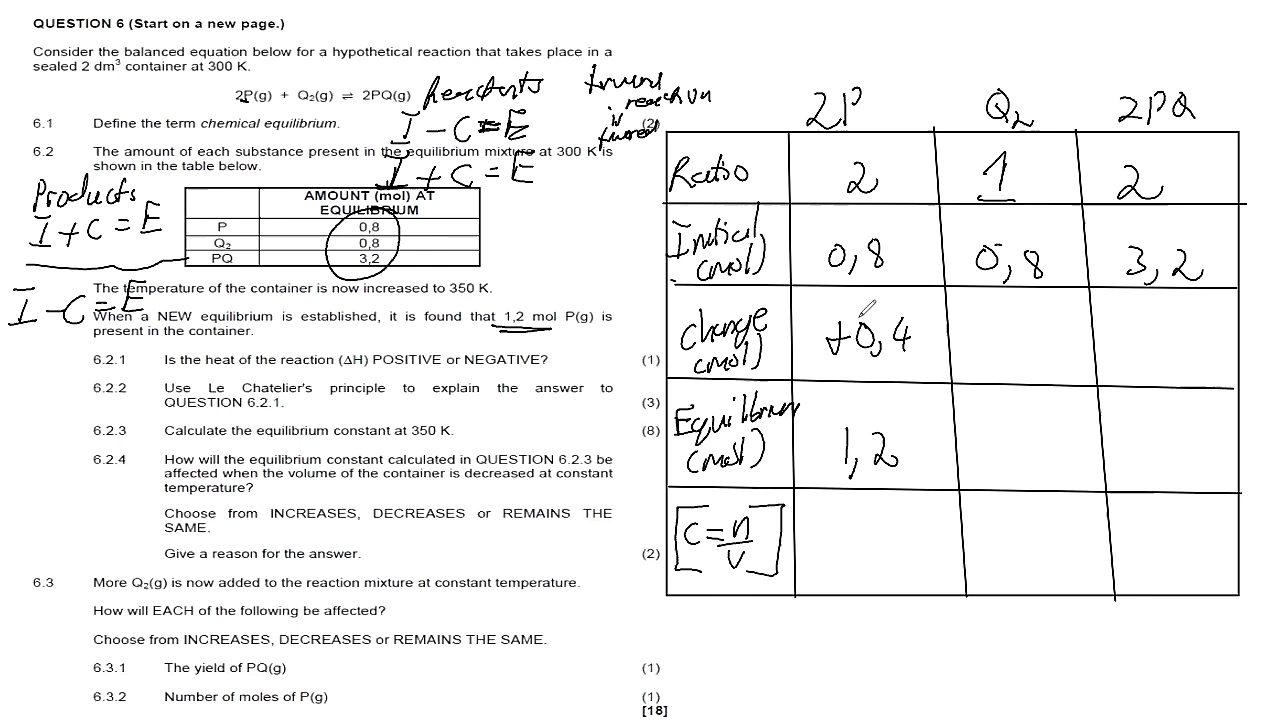 QUESTION 6 (Start on a new page.)
Consider the balanced equation below for a hypothetical reaction that takes place in a
sealed 2 dm³ container at 300 K.
2P(g) + Q₂(g) ⇌ 2PQ(g)
Reactants
I - C = E
I + C = E
forward
reaction
is
favored
6.1 Define the term chemical equilibrium. (2)
6.2 The amount of each substance present in the equilibrium mixture at 300 K is
shown in the table below.
Products
I + C = E
I - C = E
AMOUNT (mol) AT
EQUILIBRIUM
P 0,8
Q₂ 0,8
PQ 3,2
The temperature of the container is now increased to 350 K.
When a NEW equilibrium is established, it is found that 1,2 mol P(g) is
present in the container.
6.2.1 Is the heat of the reaction (ΔH) POSITIVE or NEGATIVE? (1)
6.2.2 Use Le Chatelier's principle to explain the answer to
QUESTION 6.2.1. (3)
6.2.3 Calculate the equilibrium constant at 350 K. (8)
6.2.4 How will the equilibrium constant calculated in QUESTION 6.2.3 be
affected when the volume of the container is decreased at constant
temperature?
Choose from INCREASES, DECREASES or REMAINS THE
SAME.
Give a reason for the answer. (2)
6.3 More Q₂(g) is now added to the reaction mixture at constant temperature.
How will EACH of the following be affected?
Choose from INCREASES, DECREASES or REMAINS THE SAME.
6.3.1 The yield of PQ(g) (1)
6.3.2 Number of moles of P(g) (1)
[18]
2P Q₂ 2PQ
Ratio 2 1 2
Initial
(mol) 0,8 0,8 3,2
Change
(mol) +0,4
Equilibrium
(mol) 1,2
[c = n/v]